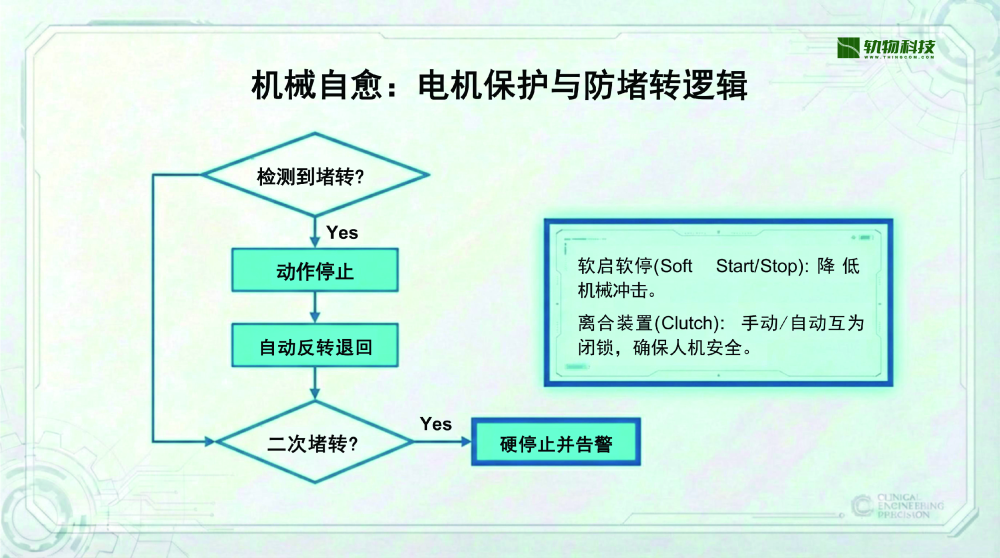 轨物科技
WWW.THINGCOM.COM
机械自愈：电机保护与防堵转逻辑
检测到堵转?
Yes
动作停止
自动反转退回
二次堵转?
Yes
硬停止并告警
软启软停(Soft Start/Stop): 降 低
机械冲击。
离合装置(Clutch): 手动/自动互为
闭锁，确保人机安全。
CLINICAL
ENGINEERING
PRECISION